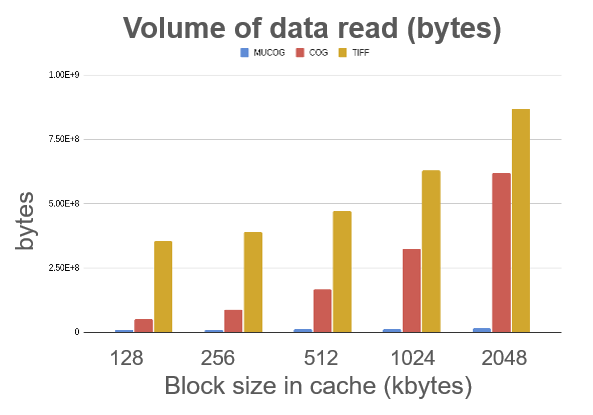 Volume of data read (bytes)
MUCOG COG TIFF
1.00E+9
7.50E+8
5.00E+8
2.50E+8
0
bytes
128 256 512 1024 2048
Block size in cache (kbytes)